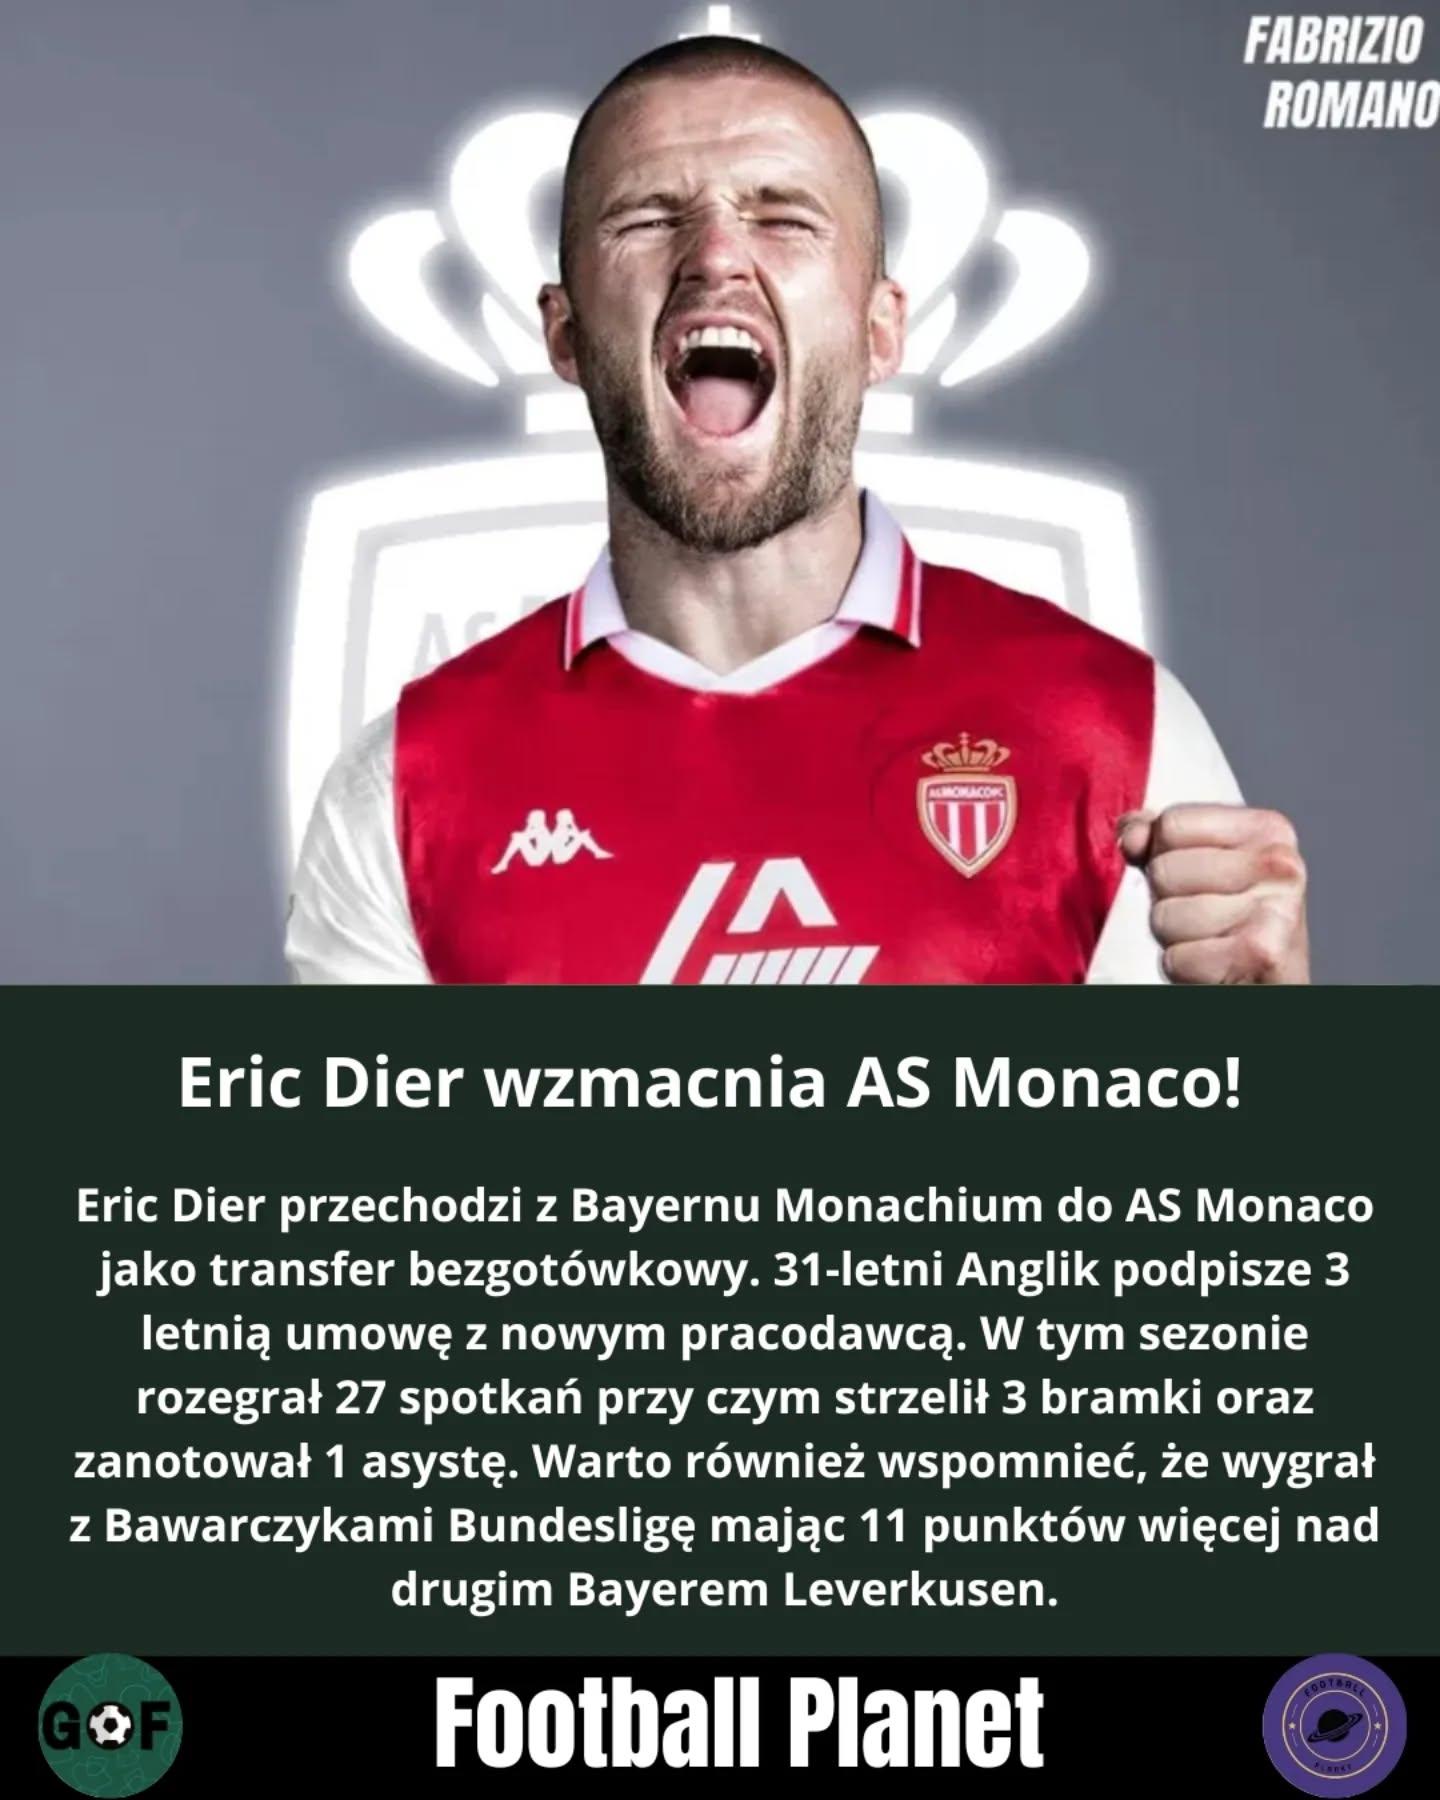 FABRIZIO
ROMANO
AS
AS MONACO FC
Eric Dier wzmacnia AS Monaco!
Eric Dier przechodzi z Bayernu Monachium do AS Monaco
jako transfer bezgotówkowy. 31-letni Anglik podpisze 3
letnią umowę z nowym pracodawcą. W tym sezonie
rozegrał 27 spotkań przy czym strzelił 3 bramki oraz
zanotował 1 asystę. Warto również wspomnieć, że wygrał
z Bawarczykami Bundesligę mając 11 punktów więcej nad
drugim Bayerem Leverkusen.
GOF
Football Planet
FOOTBALL
PLANET